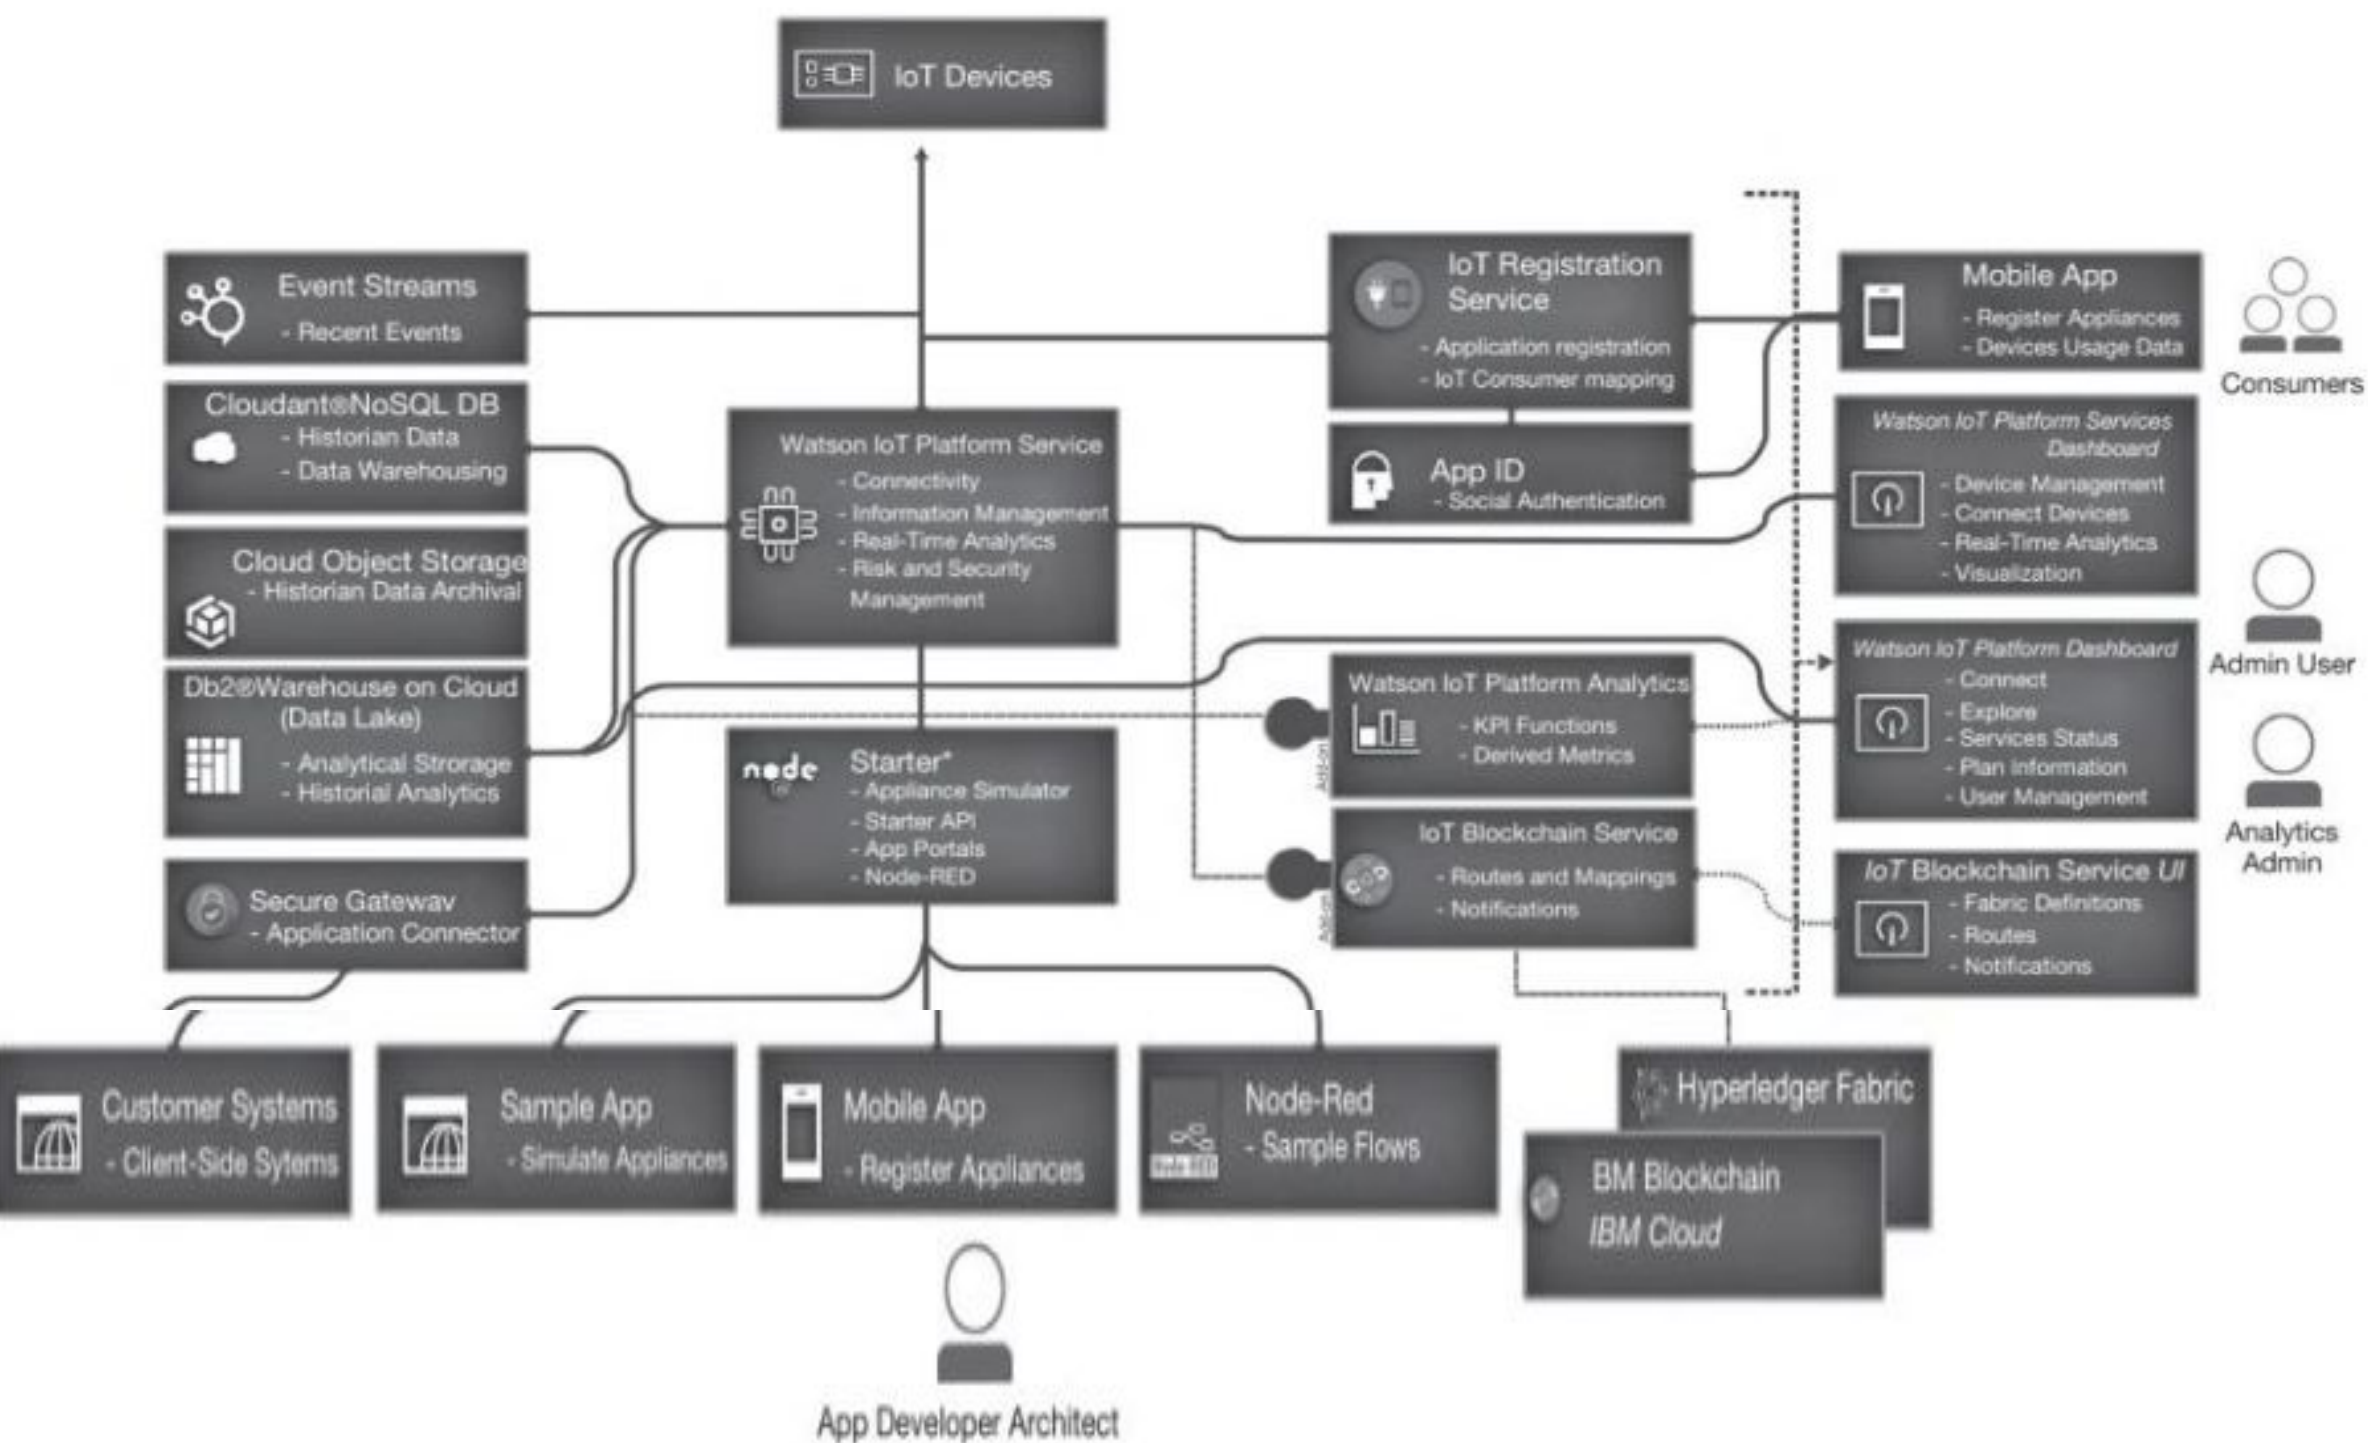 IoT Devices
Event Streams
- Recent Events
Cloudant®NoSQL DB
- Historian Data
- Data Warehousing
Cloud Object Storage
- Historian Data Archival
Db2®Warehouse on Cloud
(Data Lake)
- Analytical Strorage
- Historial Analytics
Secure Gatewav
- Application Connector
Watson IoT Platform Service
- Connectivity
- Information Management
- Real-Time Analytics
- Risk and Security
Management
node
Starter*
- Appliance Simulator
- Starter API
- App Portals
- Node-RED
IoT Registration
Service
- Application registration
- IoT Consumer mapping
App ID
- Social Authentication
Watson IoT Platform Analytics
- KPI Functions
- Derived Metrics
Add-on
IoT Blockchain Service
- Routes and Mappings
- Notifications
Add-on
Mobile App
- Register Appliances
- Devices Usage Data
Consumers
Watson IoT Platform Services
Dashboard
- Device Management
- Connect Devices
- Real-Time Analytics
- Visualization
Admin User
Watson IoT Platform Dashboard
- Connect
- Explore
- Services Status
- Plan Information
- User Management
Analytics
Admin
IoT Blockchain Service UI
- Fabric Definitions
- Routes
- Notifications
Customer Systems
- Client-Side Sytems
Sample App
- Simulate Appliances
Mobile App
- Register Appliances
Node-Red
- Sample Flows
Node-RED
Hyperledger Fabric
BM Blockchain
IBM Cloud
App Developer Architect